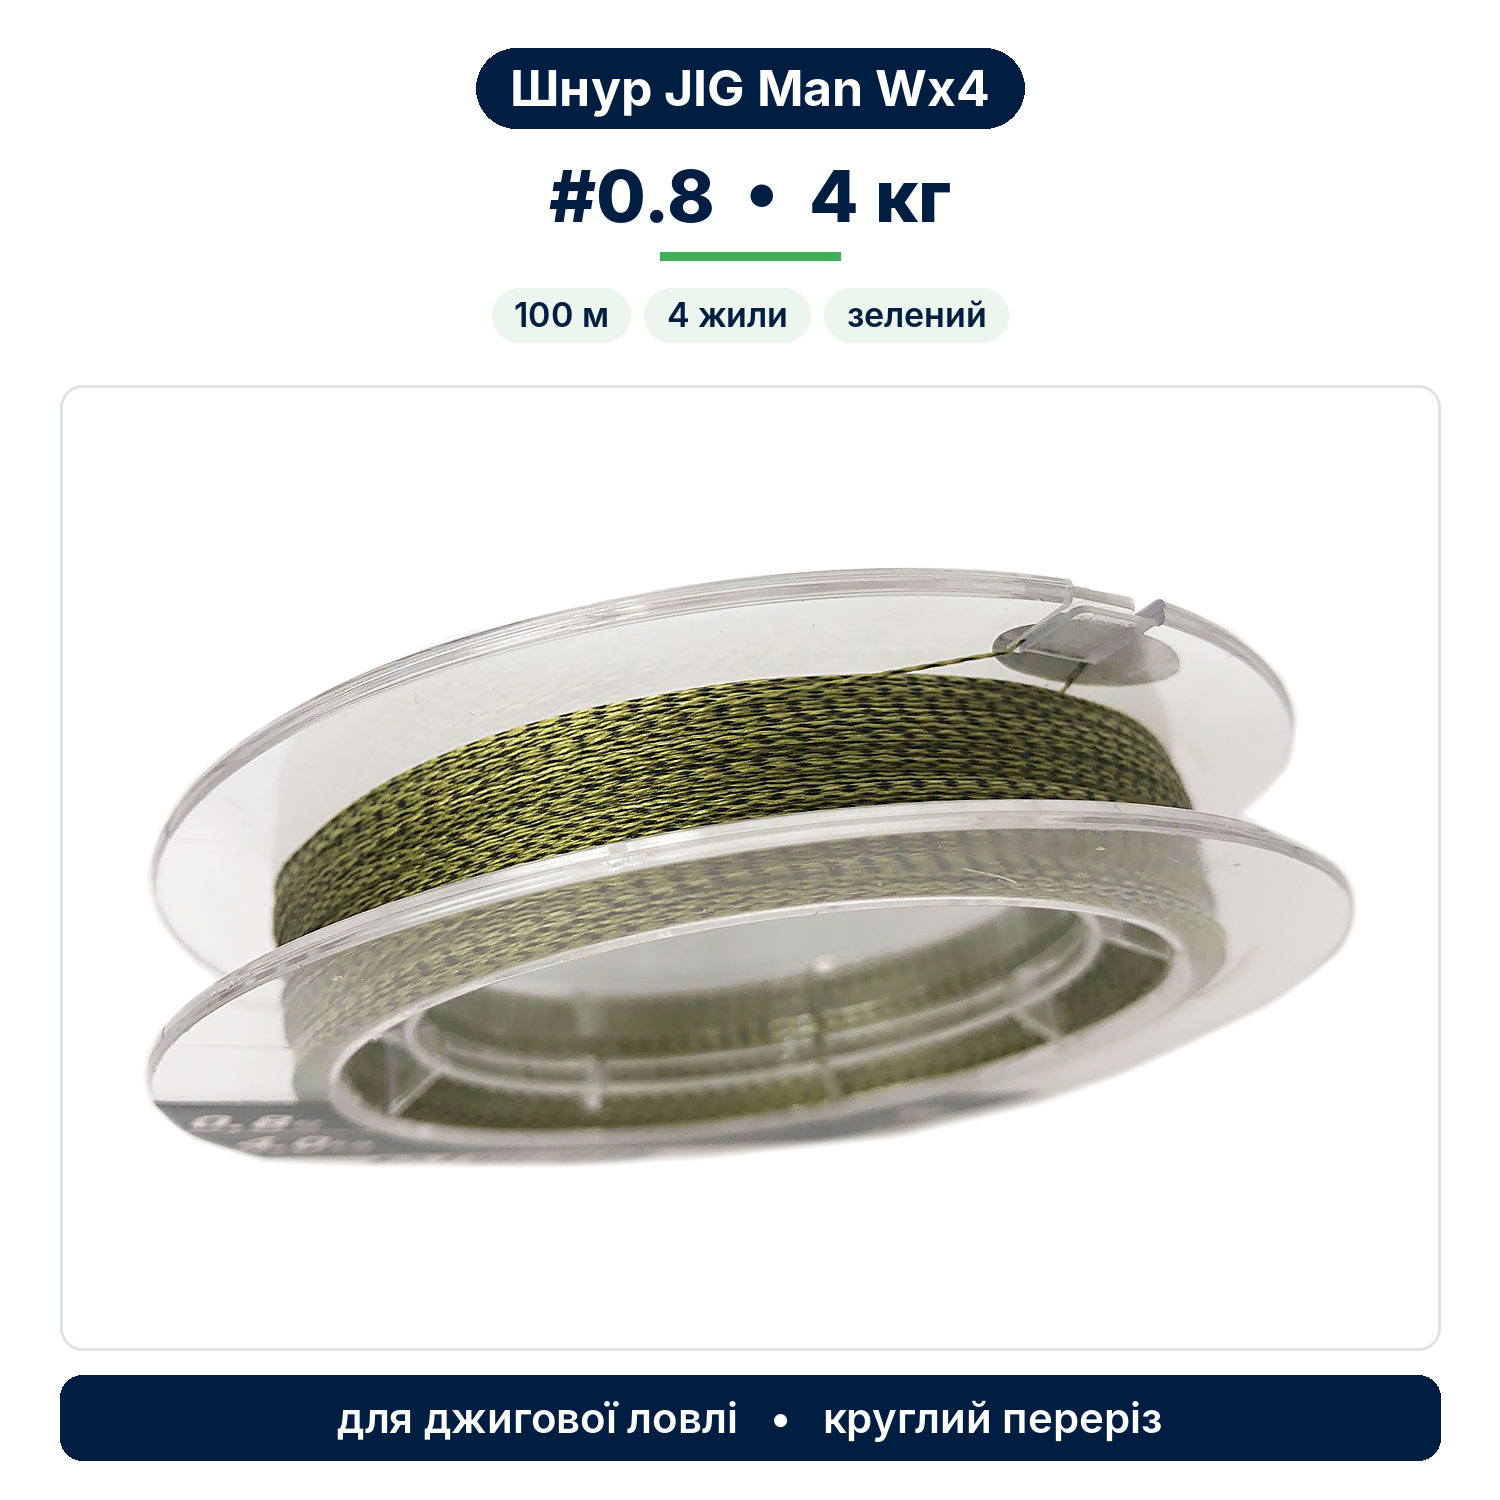 Шнур JIG Man Wx4
#0.8 • 4 кг
100 м 4 жили зелений
для джигової ловлі • круглий переріз